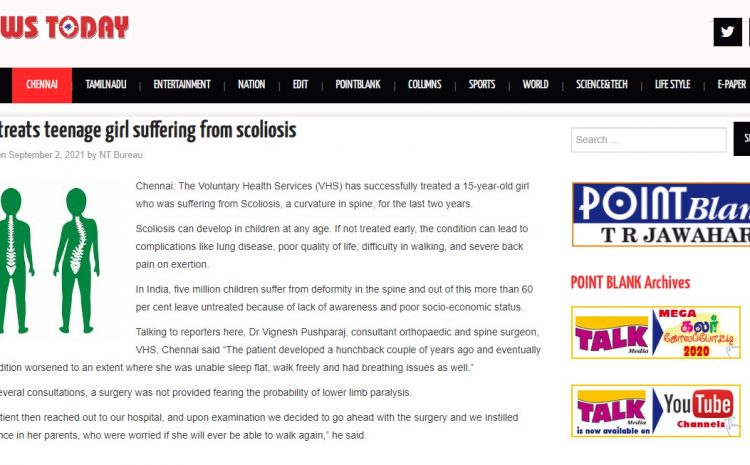 WS TODAY
CHENNAI | TAMILNADU | ENTERTAINMENT | NATION | EDIT | POINTBLANK | COLUMNS | SPORTS | WORLD | SCIENCE&TECH | LIFE STYLE | E-PAPER
treats teenage girl suffering from scoliosis
on September 2, 2021 by NT Bureau
Chennai: The Voluntary Health Services (VHS) has successfully treated a 15-year-old girl
who was suffering from Scoliosis, a curvature in spine, for the last two years.
Scoliosis can develop in children at any age. If not treated early, the condition can lead to
complications like lung disease, poor quality of life, difficulty in walking, and severe back
pain on exertion.
In India, five million children suffer from deformity in the spine and out of this more than 60
per cent leave untreated because of lack of awareness and poor socio-economic status.
Talking to reporters here, Dr Vignesh Pushparaj, consultant orthopaedic and spine surgeon,
VHS, Chennai said “The patient developed a hunchback couple of years ago and eventually
dition worsened to an extent where she was unable sleep flat, walk freely and had breathing issues as well.”
everal consultations, a surgery was not provided fearing the probability of lower limb paralysis.
atient then reached out to our hospital, and upon examination we decided to go ahead with the surgery and we instilled
ence in her parents, who were worried if she will ever be able to walk again,” he said.
Search ...
POINT Blank
T R JAWAHAR
POINT BLANK Archives
TALK
Media
MEGA
கலர்
கோலப்போட்டி
2020
TALK
Media
is now available on
YouTube
Channels